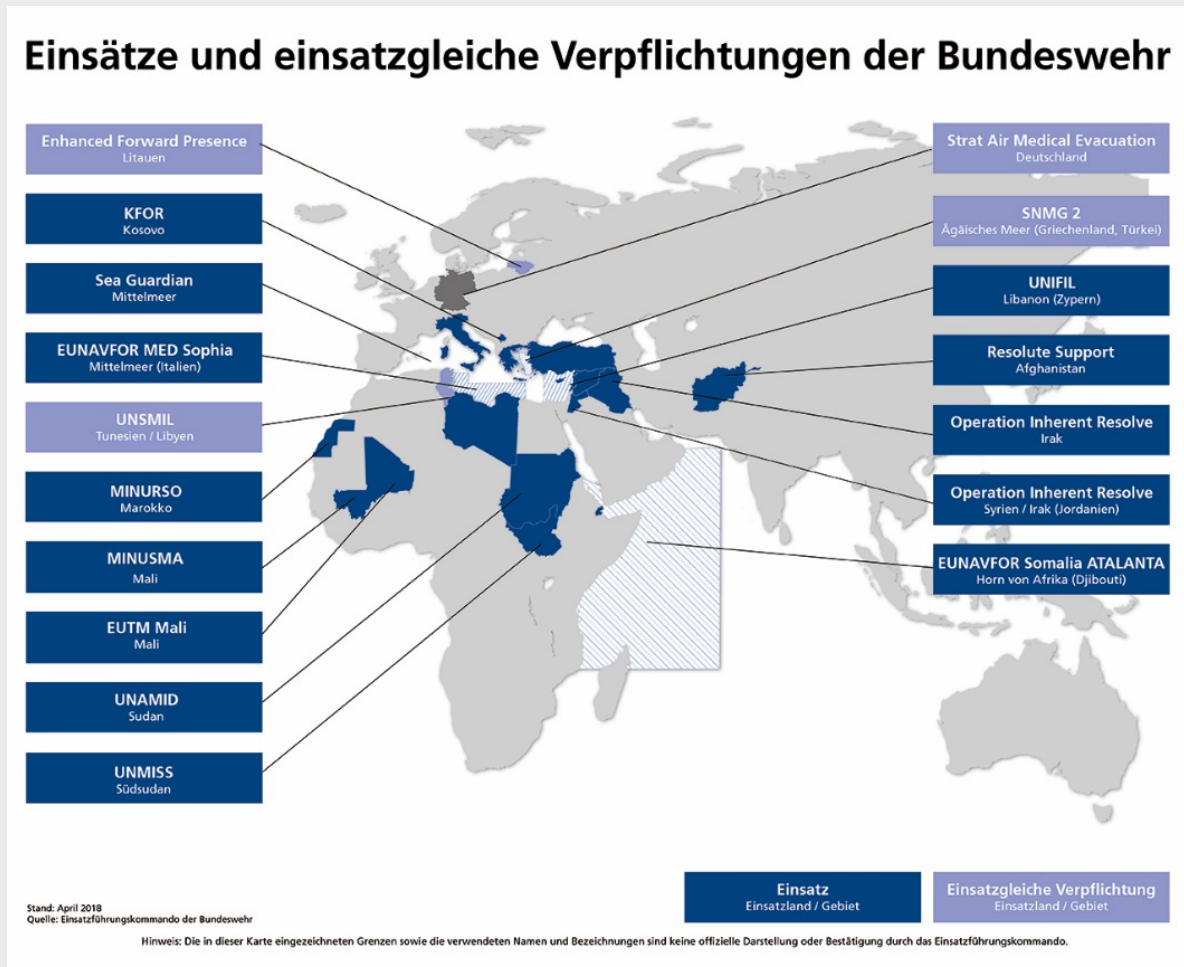 Einsätze und einsatzgleiche Verpflichtungen der Bundeswehr
Enhanced Forward Presence
Litauen
KFOR
Kosovo
Sea Guardian
Mittelmeer
EUNAVFOR MED Sophia
Mittelmeer (Italien)
UNSMIL
Tunesien / Libyen
MINURSO
Marokko
MINUSMA
Mali
EUTM Mali
Mali
UNAMID
Sudan
UNMISS
Südsudan
Strat Air Medical Evacuation
Deutschland
SNMG 2
Ägäisches Meer (Griechenland, Türkei)
UNIFIL
Libanon (Zypern)
Resolute Support
Afghanistan
Operation Inherent Resolve
Irak
Operation Inherent Resolve
Syrien / Irak (Jordanien)
EUNAVFOR Somalia ATALANTA
Horn von Afrika (Djibouti)
Einsatz
Einsatzland / Gebiet
Einsatzgleiche Verpflichtung
Einsatzland / Gebiet
Stand: April 2018
Quelle: Einsatzführungskommando der Bundeswehr
Hinweis: Die in dieser Karte eingezeichneten Grenzen sowie die verwendeten Namen und Bezeichnungen sind keine offizielle Darstellung oder Bestätigung durch das Einsatzführungskommando.